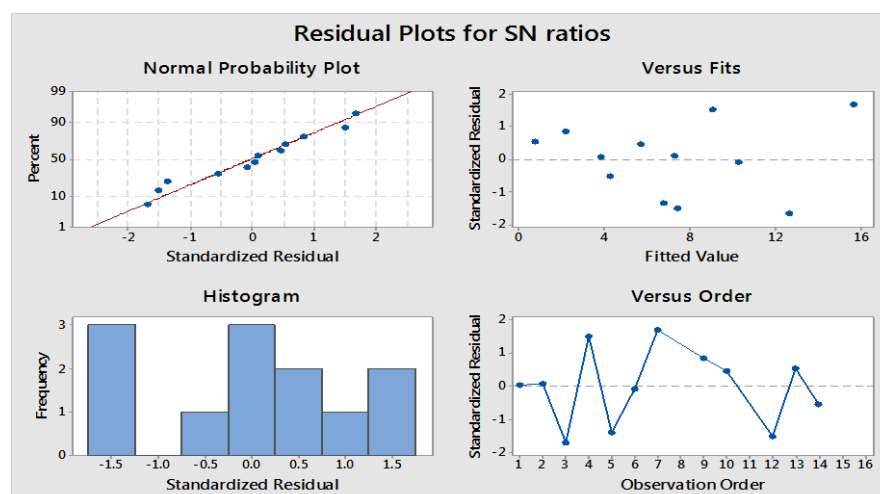 Residual Plots for SN ratios
Normal Probability Plot
99
90
50
10
1
Percent
-2 -1 0 1 2
Standardized Residual
Versus Fits
2
1
0
-1
-2
Standardized Residual
0 4 8 12 16
Fitted Value
Histogram
3
2
1
0
Frequency
-1.5 -1.0 -0.5 0.0 0.5 1.0 1.5
Standardized Residual
Versus Order
2
1
0
-1
-2
Standardized Residual
1 2 3 4 5 6 7 8 9 10 11 12 13 14 15 16
Observation Order